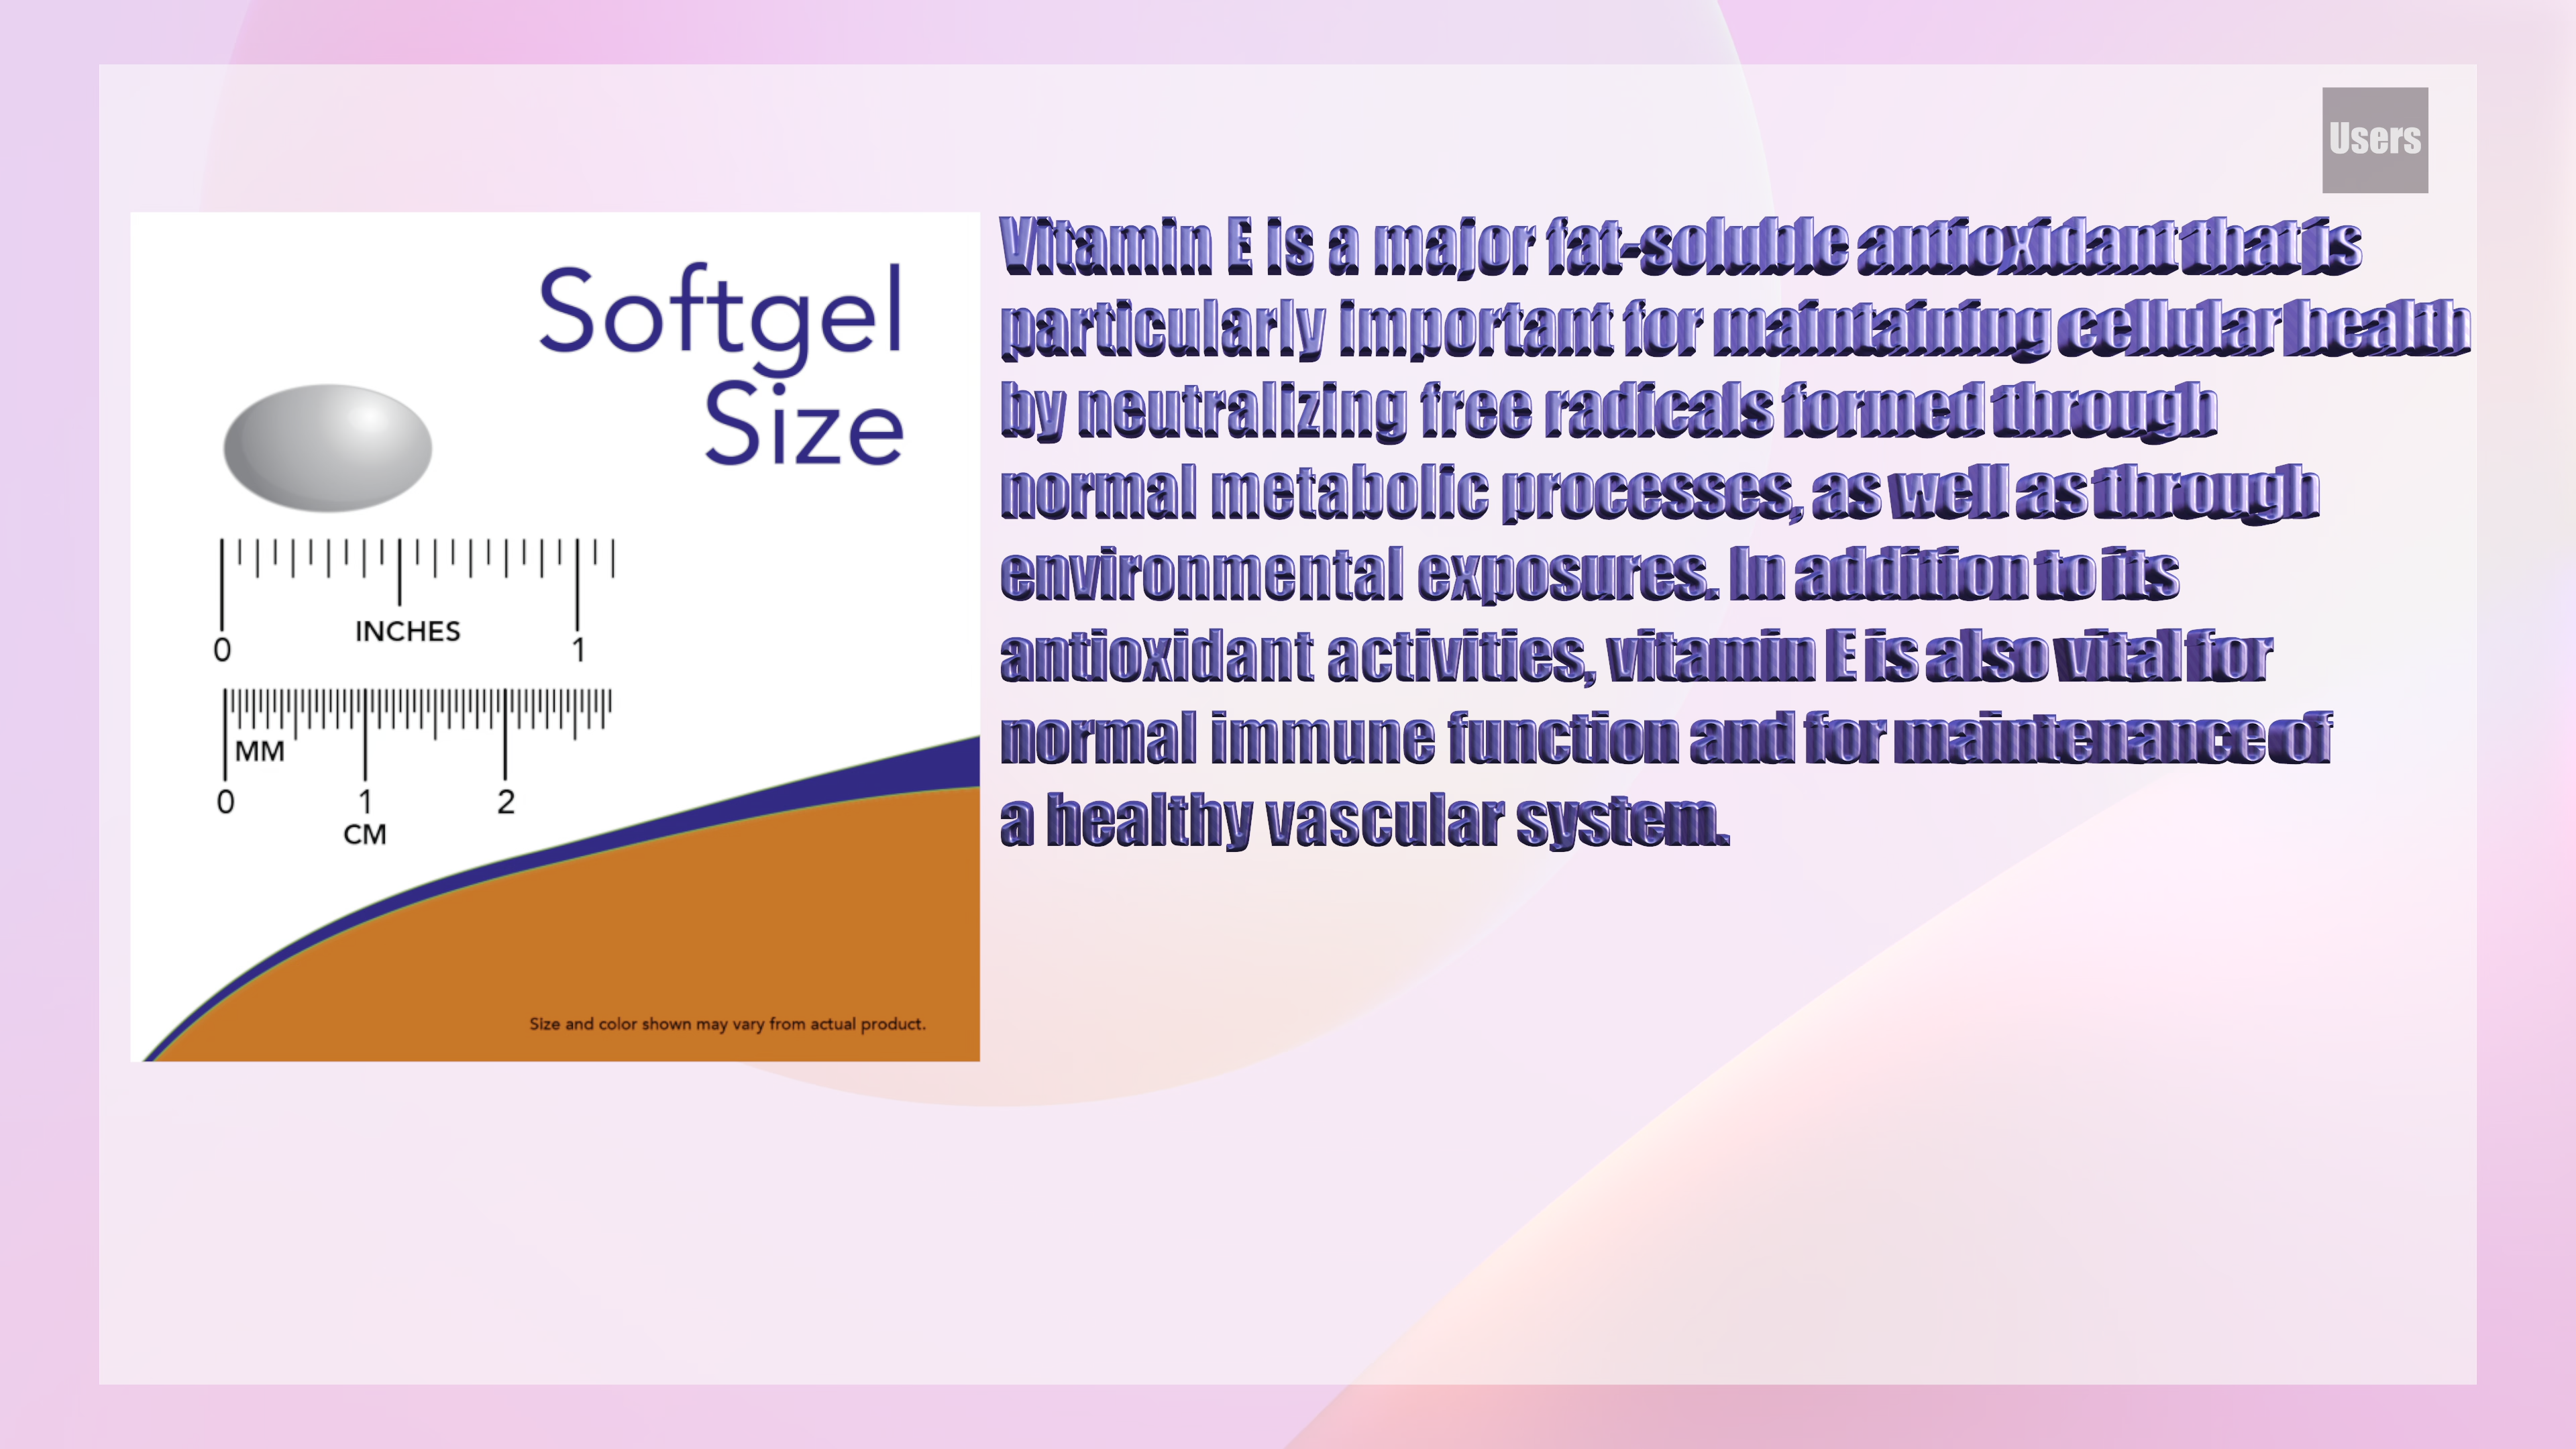 Users
Softgel
Size
INCHES
0 1
MM
0 1 2
CM
Size and color shown may vary from actual product.
Vitamin E is a major fat-soluble antioxidant that is
particularly important for maintaining cellular health
by neutralizing free radicals formed through
normal metabolic processes, as well as through
environmental exposures. In addition to its
antioxidant activities, vitamin E is also vital for
normal immune function and for maintenance of
a healthy vascular system.